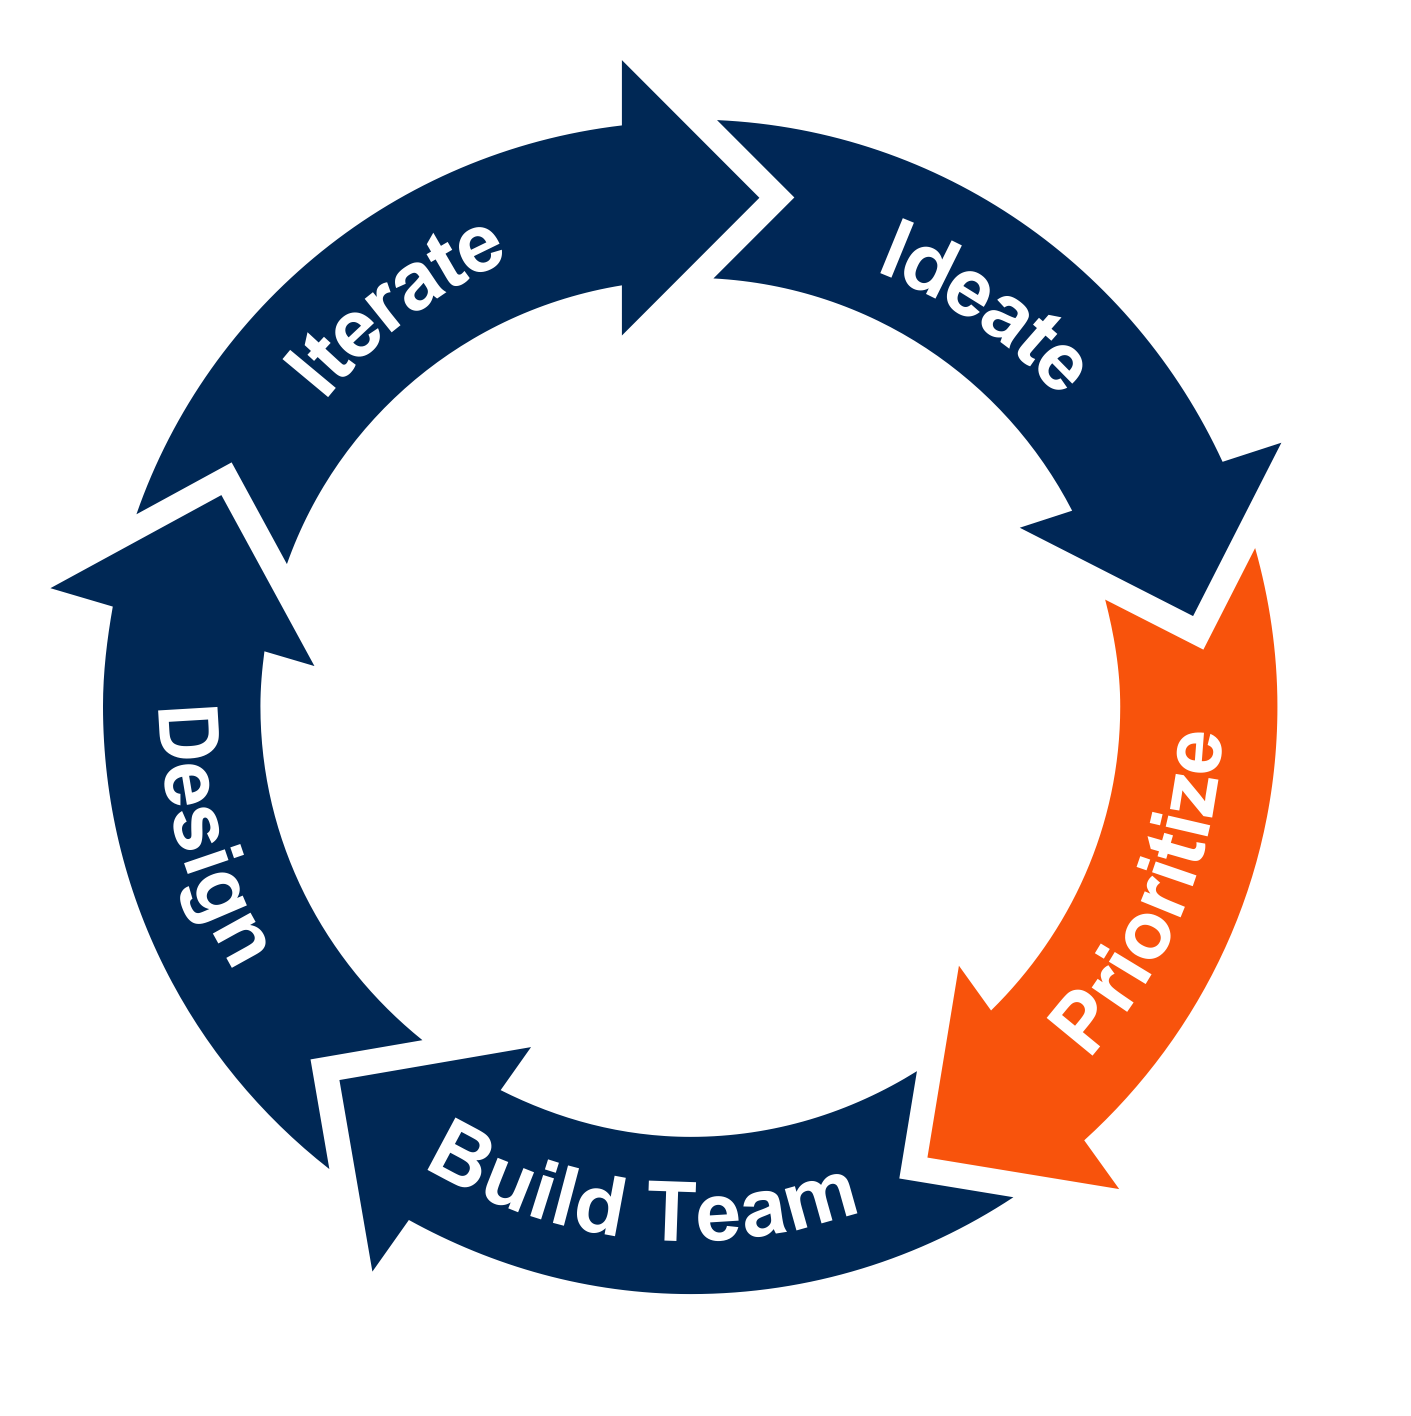 Iterate
Ideate
Prioritize
Build Team
Design